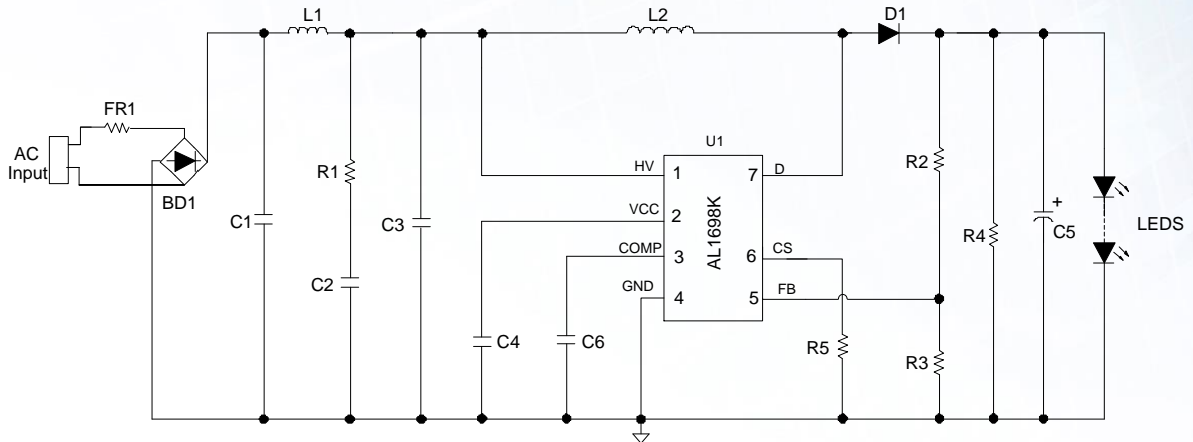 L1
L2
D1
FR1
AC
Input
BD1
C1
R1
C2
C3
U1
HV
1
7
D
VCC
2
AL1698K
COMP
3
6
CS
GND
4
5
FB
C4
C6
R5
R2
R3
R4
+
C5
LEDS